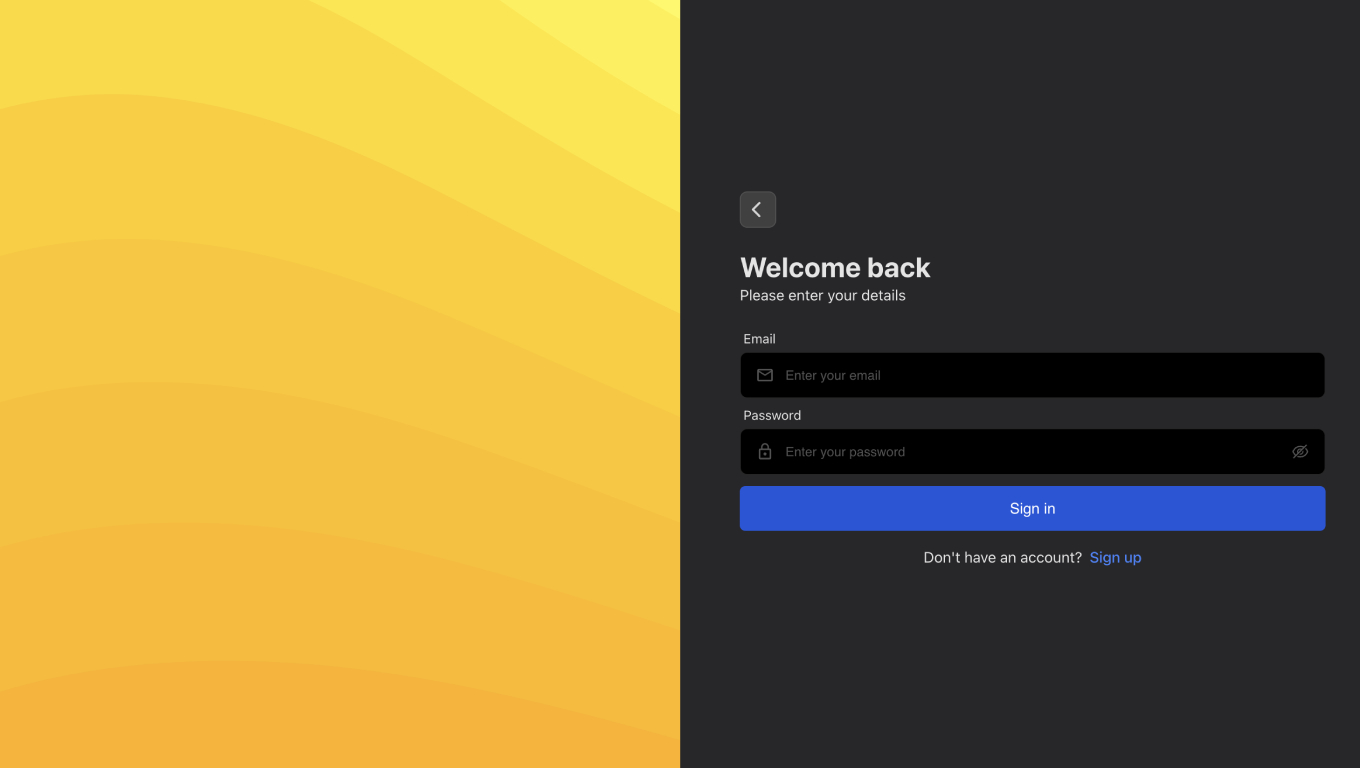 Welcome back
Please enter your details
Email
Enter your email
Password
Enter your password
Sign in
Don't have an account? Sign up